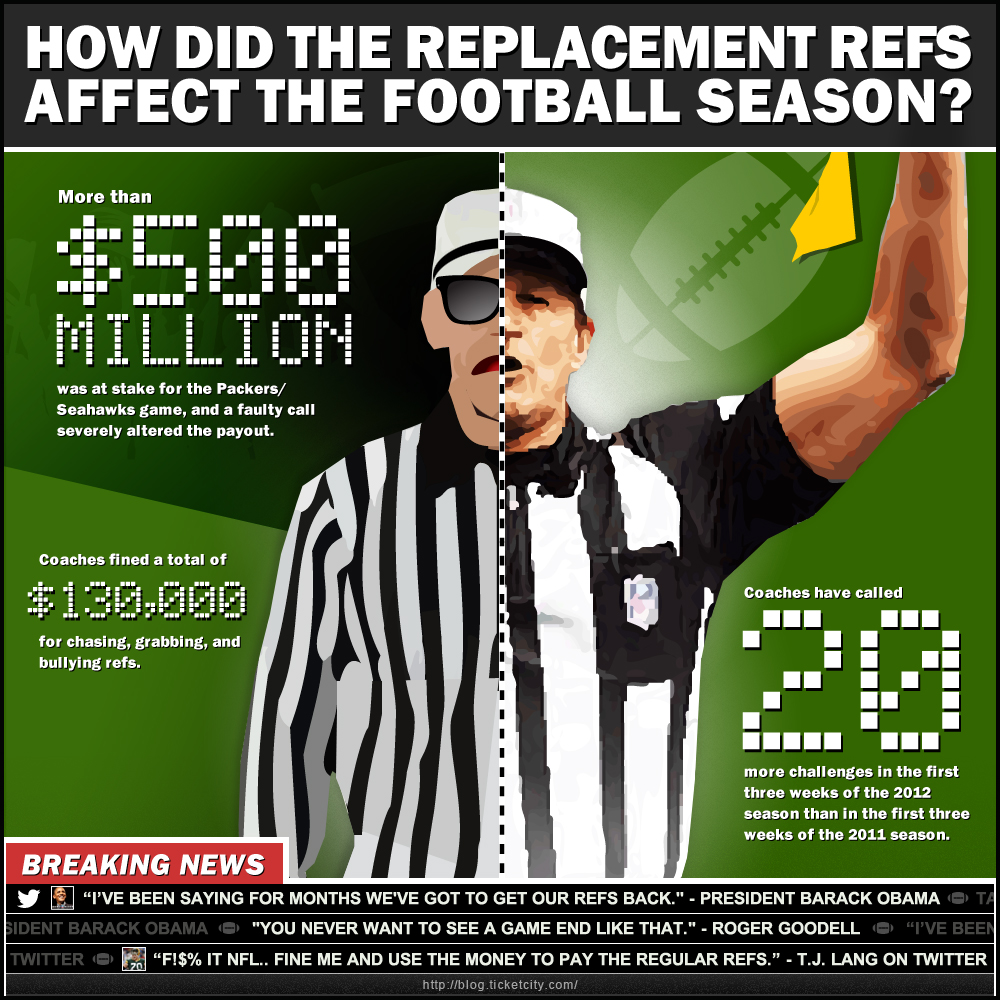 HOW DID THE REPLACEMENT REFS
AFFECT THE FOOTBALL SEASON?
More than
$500
MILLION
was at stake for the Packers/
Seahawks game, and a faulty call
severely altered the payout.
Coaches fined a total of
$130,000
for chasing, grabbing, and
bullying refs.
Coaches have called
20
more challenges in the first
three weeks of the 2012
season than in the first three
weeks of the 2011 season.
BREAKING NEWS
“I’VE BEEN SAYING FOR MONTHS WE'VE GOT TO GET OUR REFS BACK." - PRESIDENT BARACK OBAMA TA
SIDENT BARACK OBAMA "YOU NEVER WANT TO SEE A GAME END LIKE THAT." - ROGER GOODELL “I’VE BEEN
TWITTER “F!$% IT NFL.. FINE ME AND USE THE MONEY TO PAY THE REGULAR REFS.” - T.J. LANG ON TWITTER
http://blog.ticketcity.com/